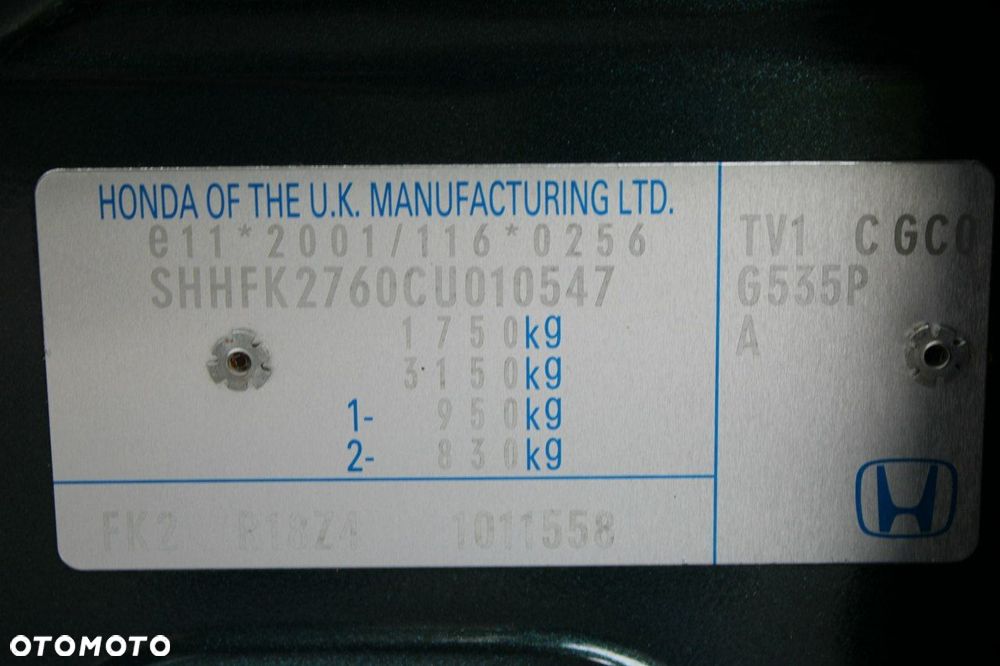 HONDA OF THE U.K. MANUFACTURING LTD.
e11*2001/116*0256
SHHFK2760CU010547
1750kg
3150kg
1- 950kg
2- 830kg
FK2 R18Z4 1011558
TV1 CGCO
G535P
A
OTOMOTO